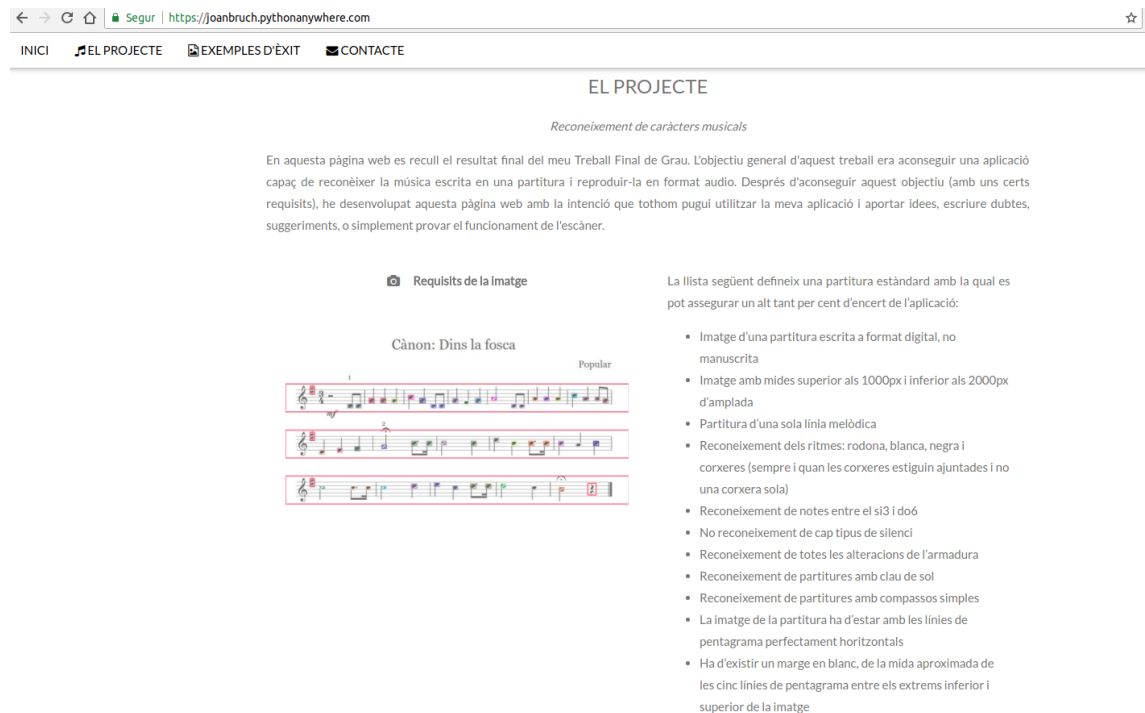 Segur | https://joanbruch.pythonanywhere.com
INICI EL PROJECTE EXEMPLES D'ÈXIT CONTACTE
EL PROJECTE
Reconeixement de caràcters musicals
En aquesta pàgina web es recull el resultat final del meu Treball Final de Grau. L'objectiu general d'aquest treball era aconseguir una aplicació
capaç de reconèixer la música escrita en una partitura i reproduir-la en format audio. Després d'aconseguir aquest objectiu (amb uns certs
requisits), he desenvolupat aquesta pàgina web amb la intenció que tothom pugui utilitzar la meva aplicació i aportar idees, escriure dubtes,
suggeriments, o simplement provar el funcionament de l'escàner.
Requisits de la imatge
Cànon: Dins la fosca
Popular
1
mf
2
La llista següent defineix una partitura estàndard amb la qual es
pot assegurar un alt tant per cent d'encert de l'aplicació:
• Imatge d'una partitura escrita a format digital, no
manuscrita
• Imatge amb mides superior als 1000px i inferior als 2000px
d'amplada
• Partitura d'una sola línia melòdica
• Reconeixement dels ritmes: rodona, blanca, negra i
corxeres (sempre i quan les corxeres estiguin ajuntades i no
una corxera sola)
• Reconeixement de notes entre el si3 i do6
• No reconeixement de cap tipus de silenci
• Reconeixement de totes les alteracions de l'armadura
• Reconeixement de partitures amb clau de sol
• Reconeixement de partitures amb compassos simples
• La imatge de la partitura ha d'estar amb les línies de
pentagrama perfectament horitzontals
• Ha d'existir un marge en blanc, de la mida aproximada de
les cinc línies de pentagrama entre els extrems inferior i
superior de la imatge